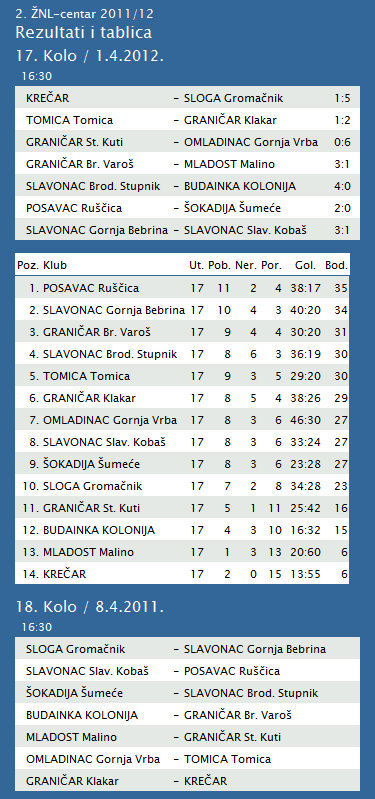 2. ŽNL-centar 2011/12
Rezultati i tablica
17. Kolo / 1.4.2012.
16:30
KREČAR - SLOGA Gromačnik 1:5
TOMICA Tomica - GRANIČAR Klakar 1:2
GRANIČAR St. Kuti - OMLADINAC Gornja Vrba 0:6
GRANIČAR Br. Varoš - MLADOST Malino 3:1
SLAVONAC Brod. Stupnik - BUDAINKA KOLONIJA 4:0
POSAVAC Ruščica - ŠOKADIJA Šumeće 2:0
SLAVONAC Gornja Bebrina - SLAVONAC Slav. Kobaš 3:1
Poz. Klub Ut. Pob. Ner. Por. Gol. Bod.
1. POSAVAC Ruščica 17 11 2 4 38:17 35
2. SLAVONAC Gornja Bebrina 17 10 4 3 40:20 34
3. GRANIČAR Br. Varoš 17 9 4 4 30:20 31
4. SLAVONAC Brod. Stupnik 17 8 6 3 36:19 30
5. TOMICA Tomica 17 9 3 5 29:20 30
6. GRANIČAR Klakar 17 8 5 4 38:26 29
7. OMLADINAC Gornja Vrba 17 8 3 6 46:30 27
8. SLAVONAC Slav. Kobaš 17 8 3 6 33:24 27
9. ŠOKADIJA Šumeće 17 8 3 6 23:28 27
10. SLOGA Gromačnik 17 7 2 8 34:28 23
11. GRANIČAR St. Kuti 17 5 1 11 25:42 16
12. BUDAINKA KOLONIJA 17 4 3 10 16:32 15
13. MLADOST Malino 17 1 3 13 20:60 6
14. KREČAR 17 2 0 15 13:55 6
18. Kolo / 8.4.2011.
16:30
SLOGA Gromačnik - SLAVONAC Gornja Bebrina
SLAVONAC Slav. Kobaš - POSAVAC Ruščica
ŠOKADIJA Šumeće - SLAVONAC Brod. Stupnik
BUDAINKA KOLONIJA - GRANIČAR Br. Varoš
MLADOST Malino - GRANIČAR St. Kuti
OMLADINAC Gornja Vrba - TOMICA Tomica
GRANIČAR Klakar - KREČAR